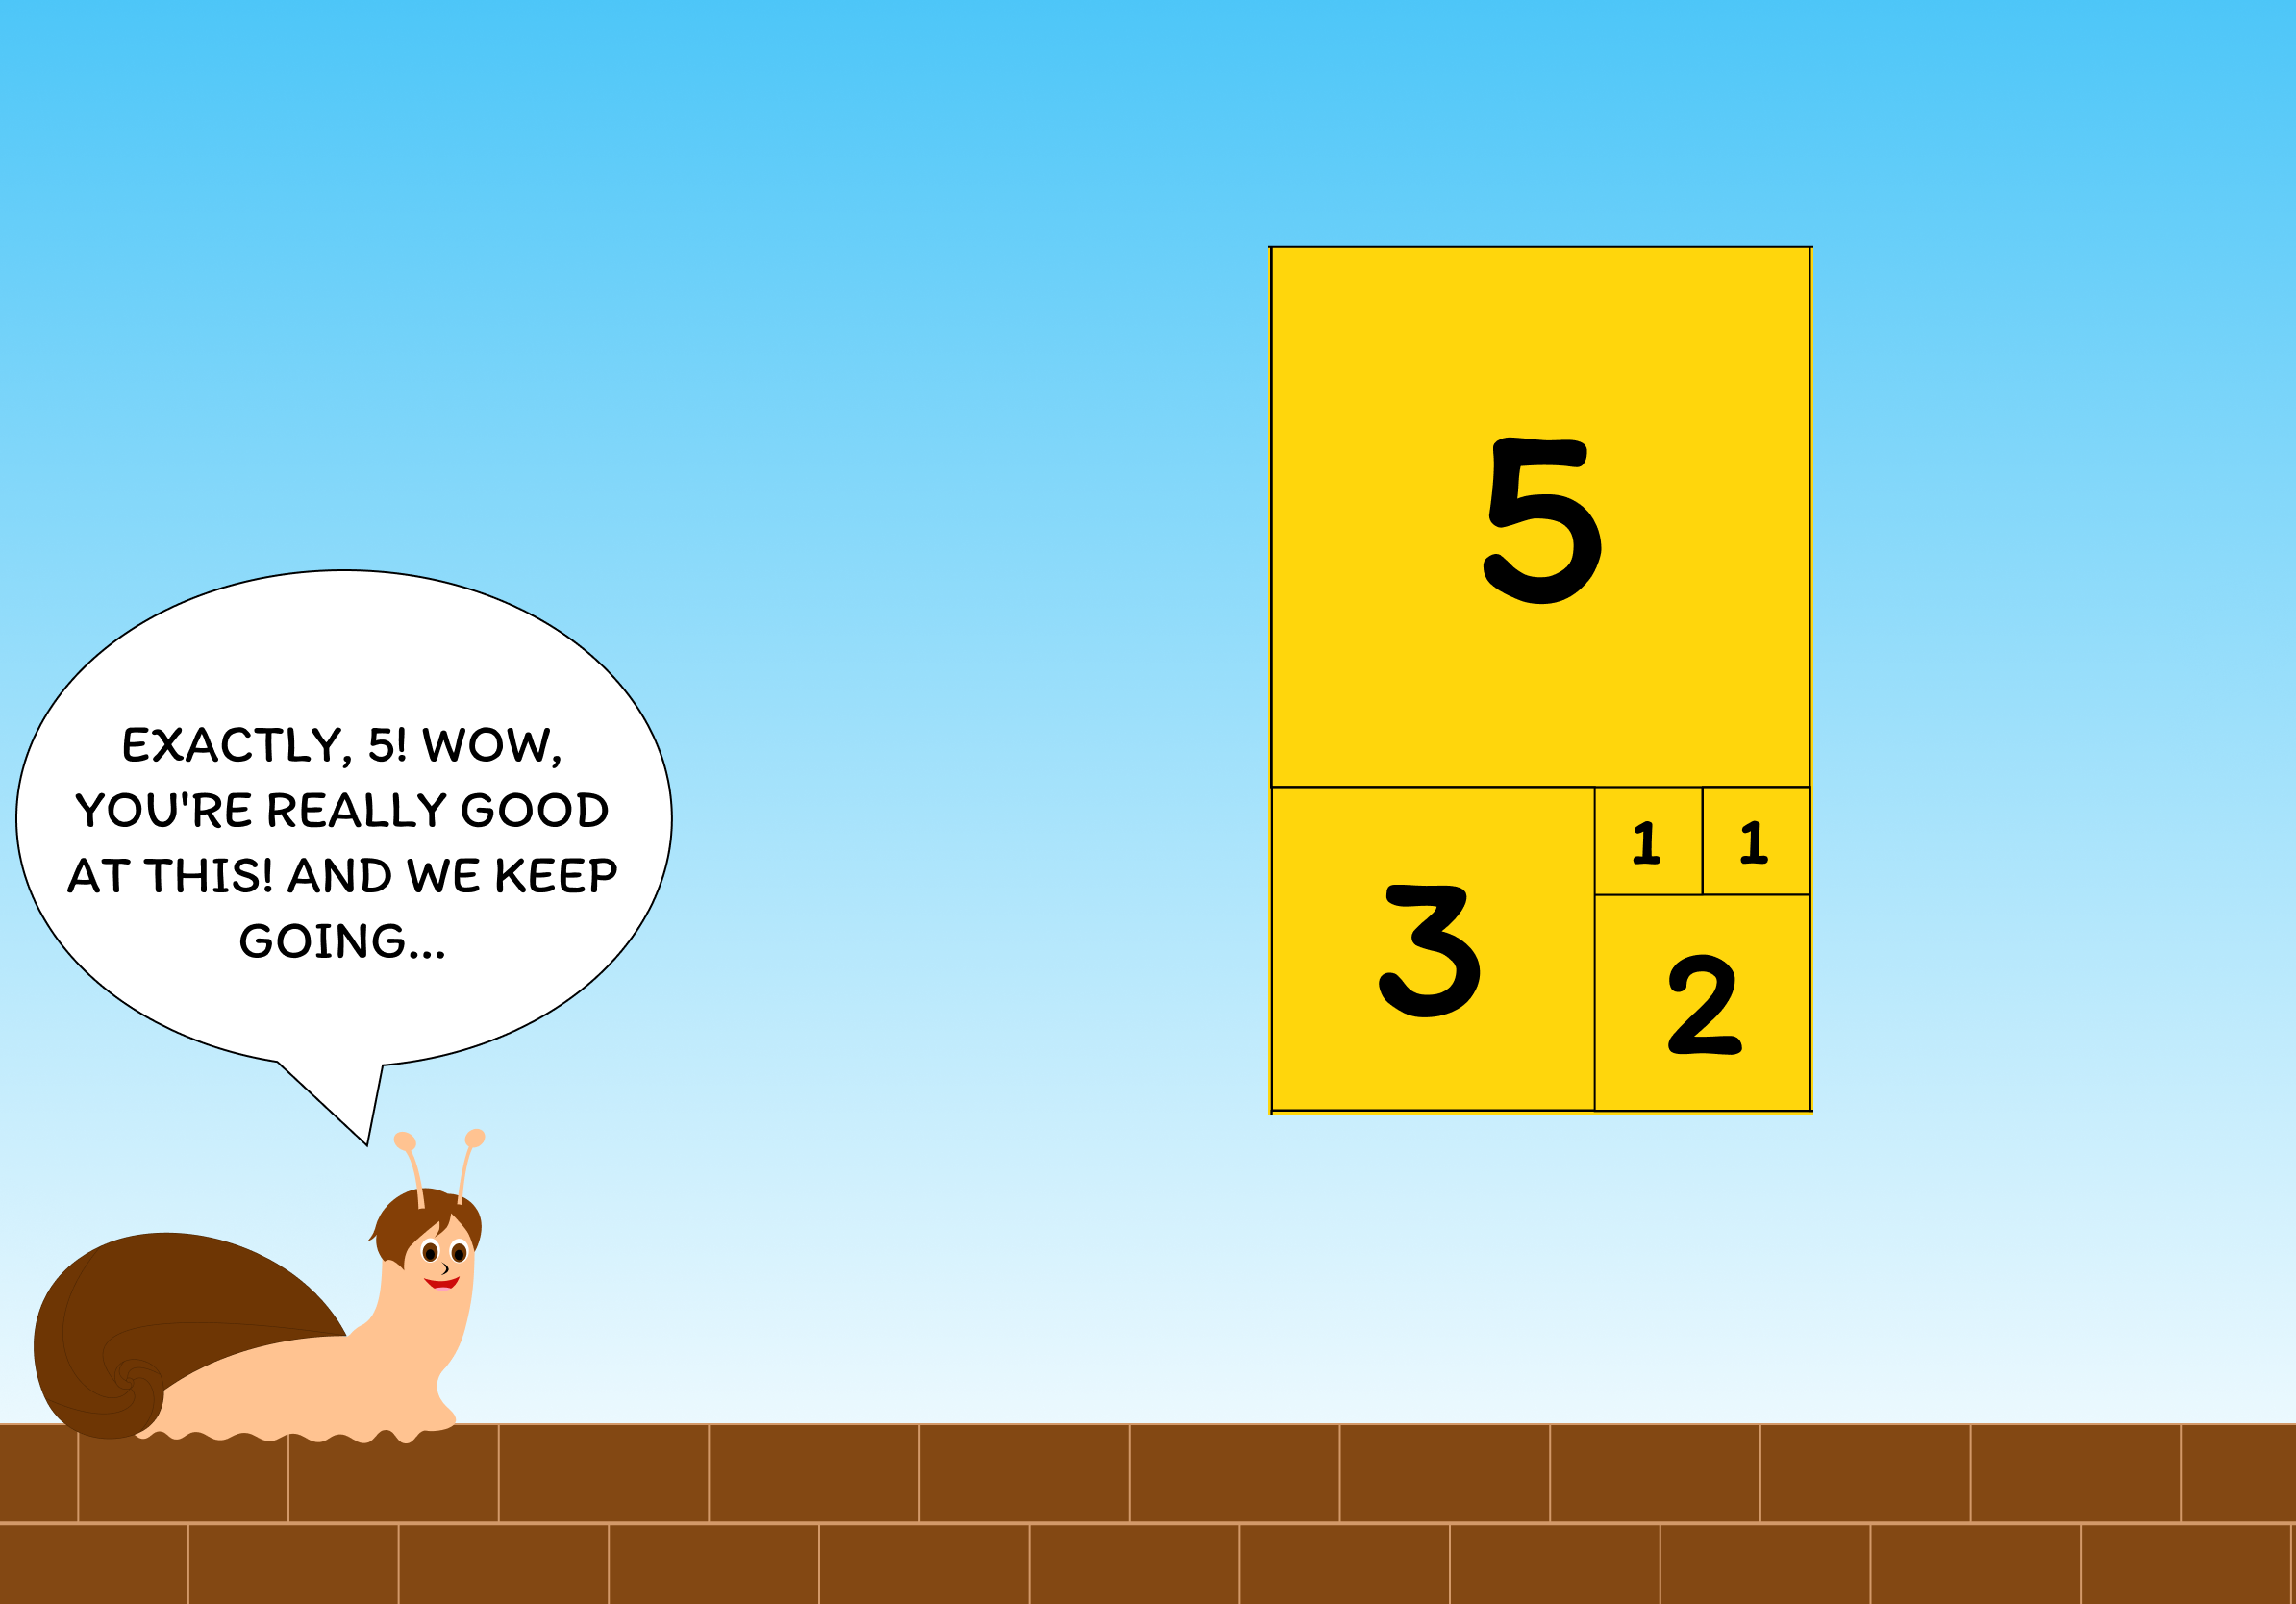 EXACTLY, 5! WOW,
YOU'RE REALLY GOOD
AT THIS! AND WE KEEP
GOING...
5
3
1
1
2